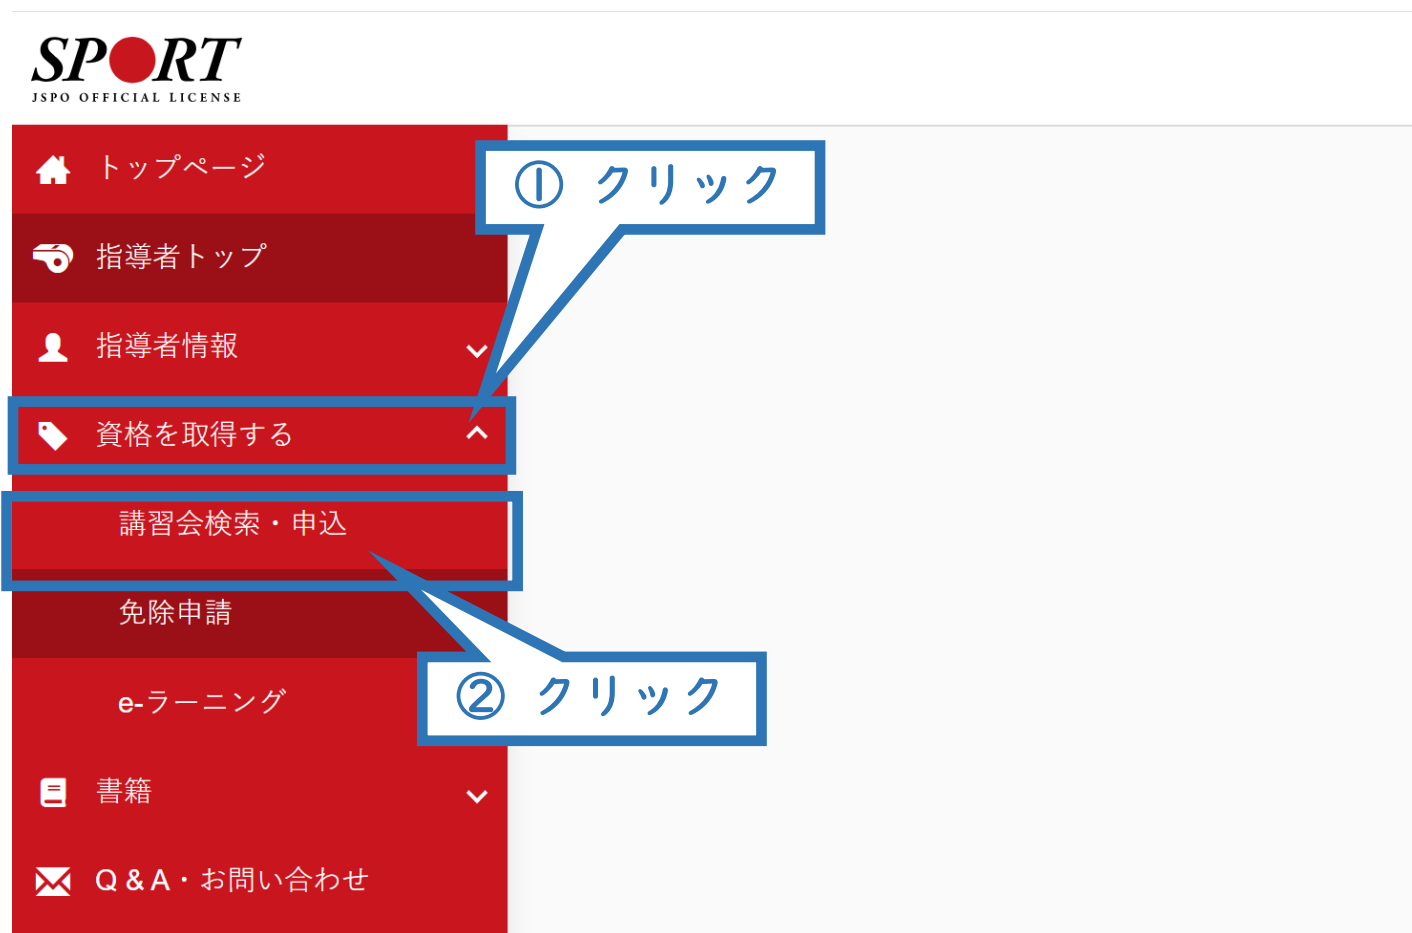 SPORT
JSPO OFFICIAL LICENSE
トップページ
① クリック
指導者トップ
指導者情報
資格を取得する
講習会検索・申込
免除申請
② クリック
e-ラーニング
書籍
Q & A・お問い合わせ